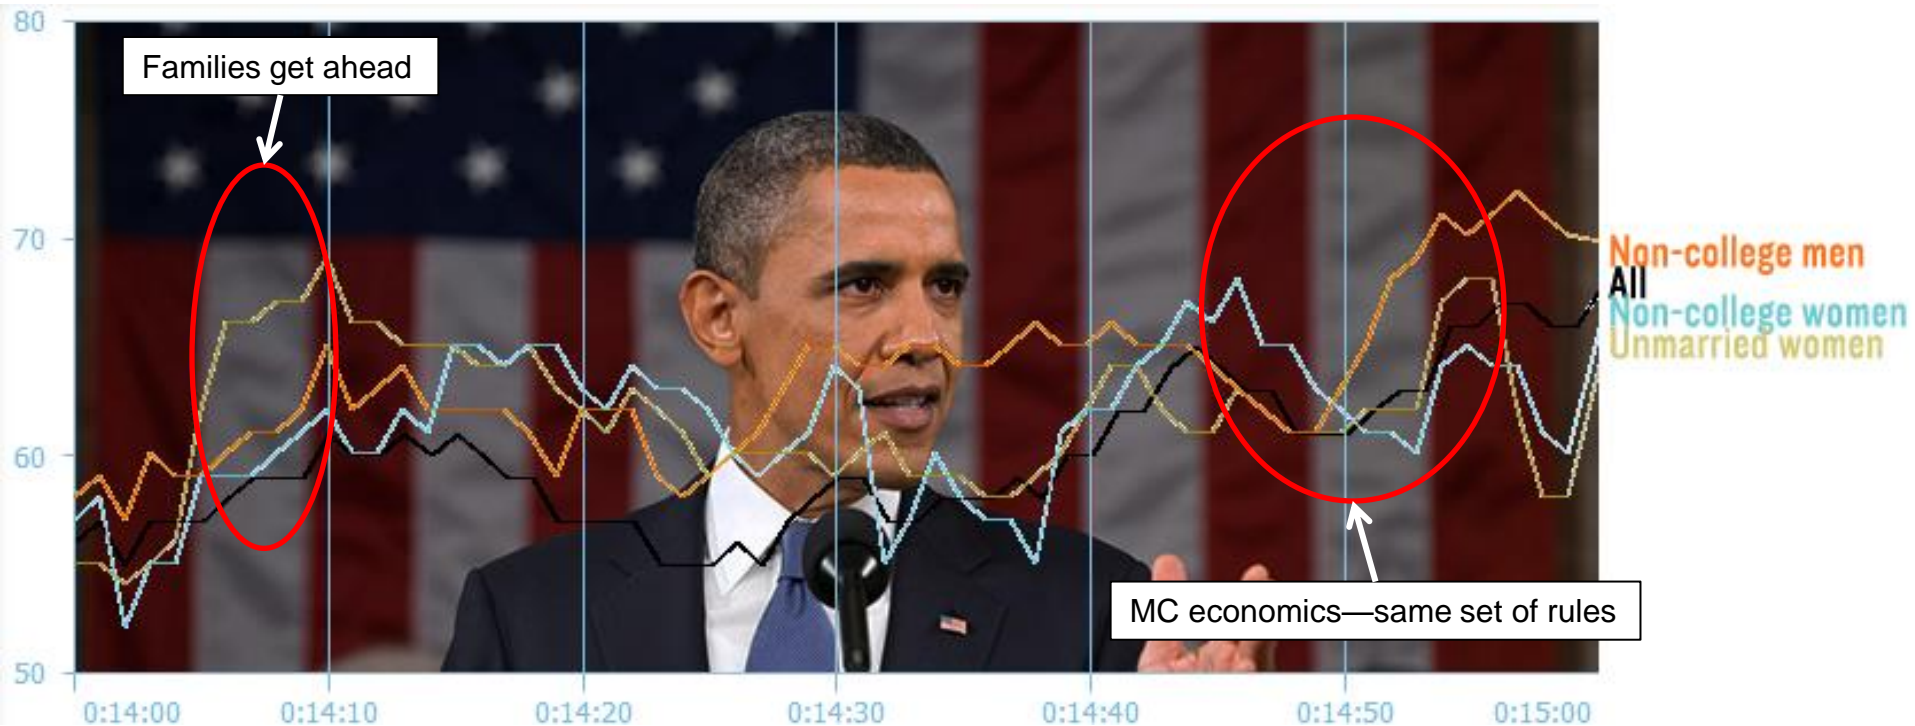 80
Families get ahead
70
Non-college men
All
Non-college women
Unmarried women
60
MC economics—same set of rules
50
0:14:00 0:14:10 0:14:20 0:14:30 0:14:40 0:14:50 0:15:00